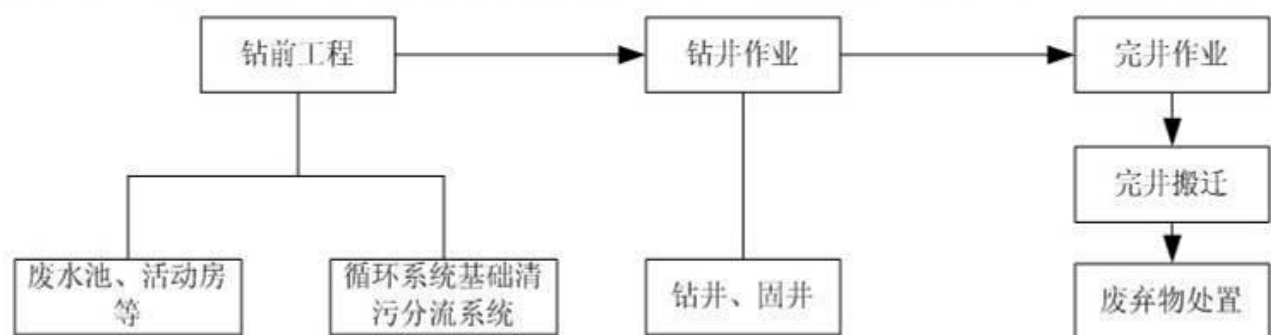 钻前工程
钻井作业
完井作业
完井搬迁
废水池、活动房
等
循环系统基础清
污分流系统
钻井、固井
废弃物处置